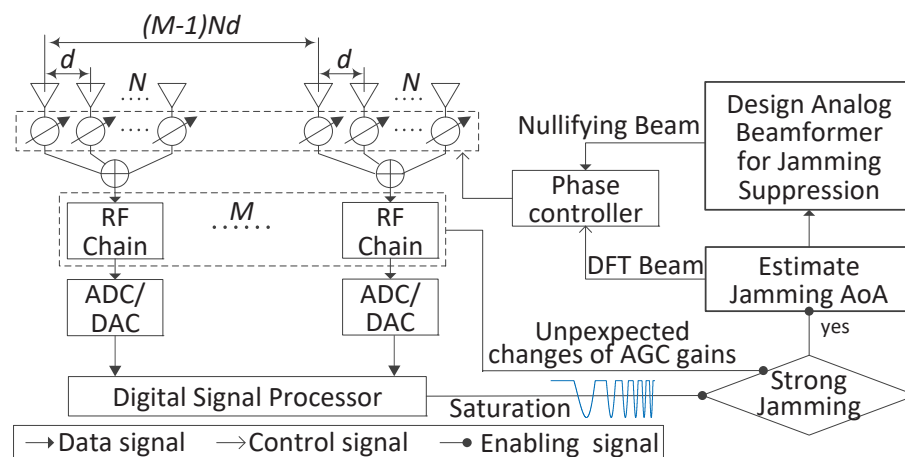 (M-1)Nd
d
N
d
N
Nullifying Beam
Design Analog
Beamformer
for Jamming
Suppression
Phase
controller
RF
Chain
M
RF
Chain
DFT Beam
Estimate
Jamming AoA
ADC/
DAC
ADC/
DAC
yes
Unpexpected
changes of AGC gains
Strong
Jamming
Digital Signal Processor
Saturation
Data signal
Control signal
Enabling signal